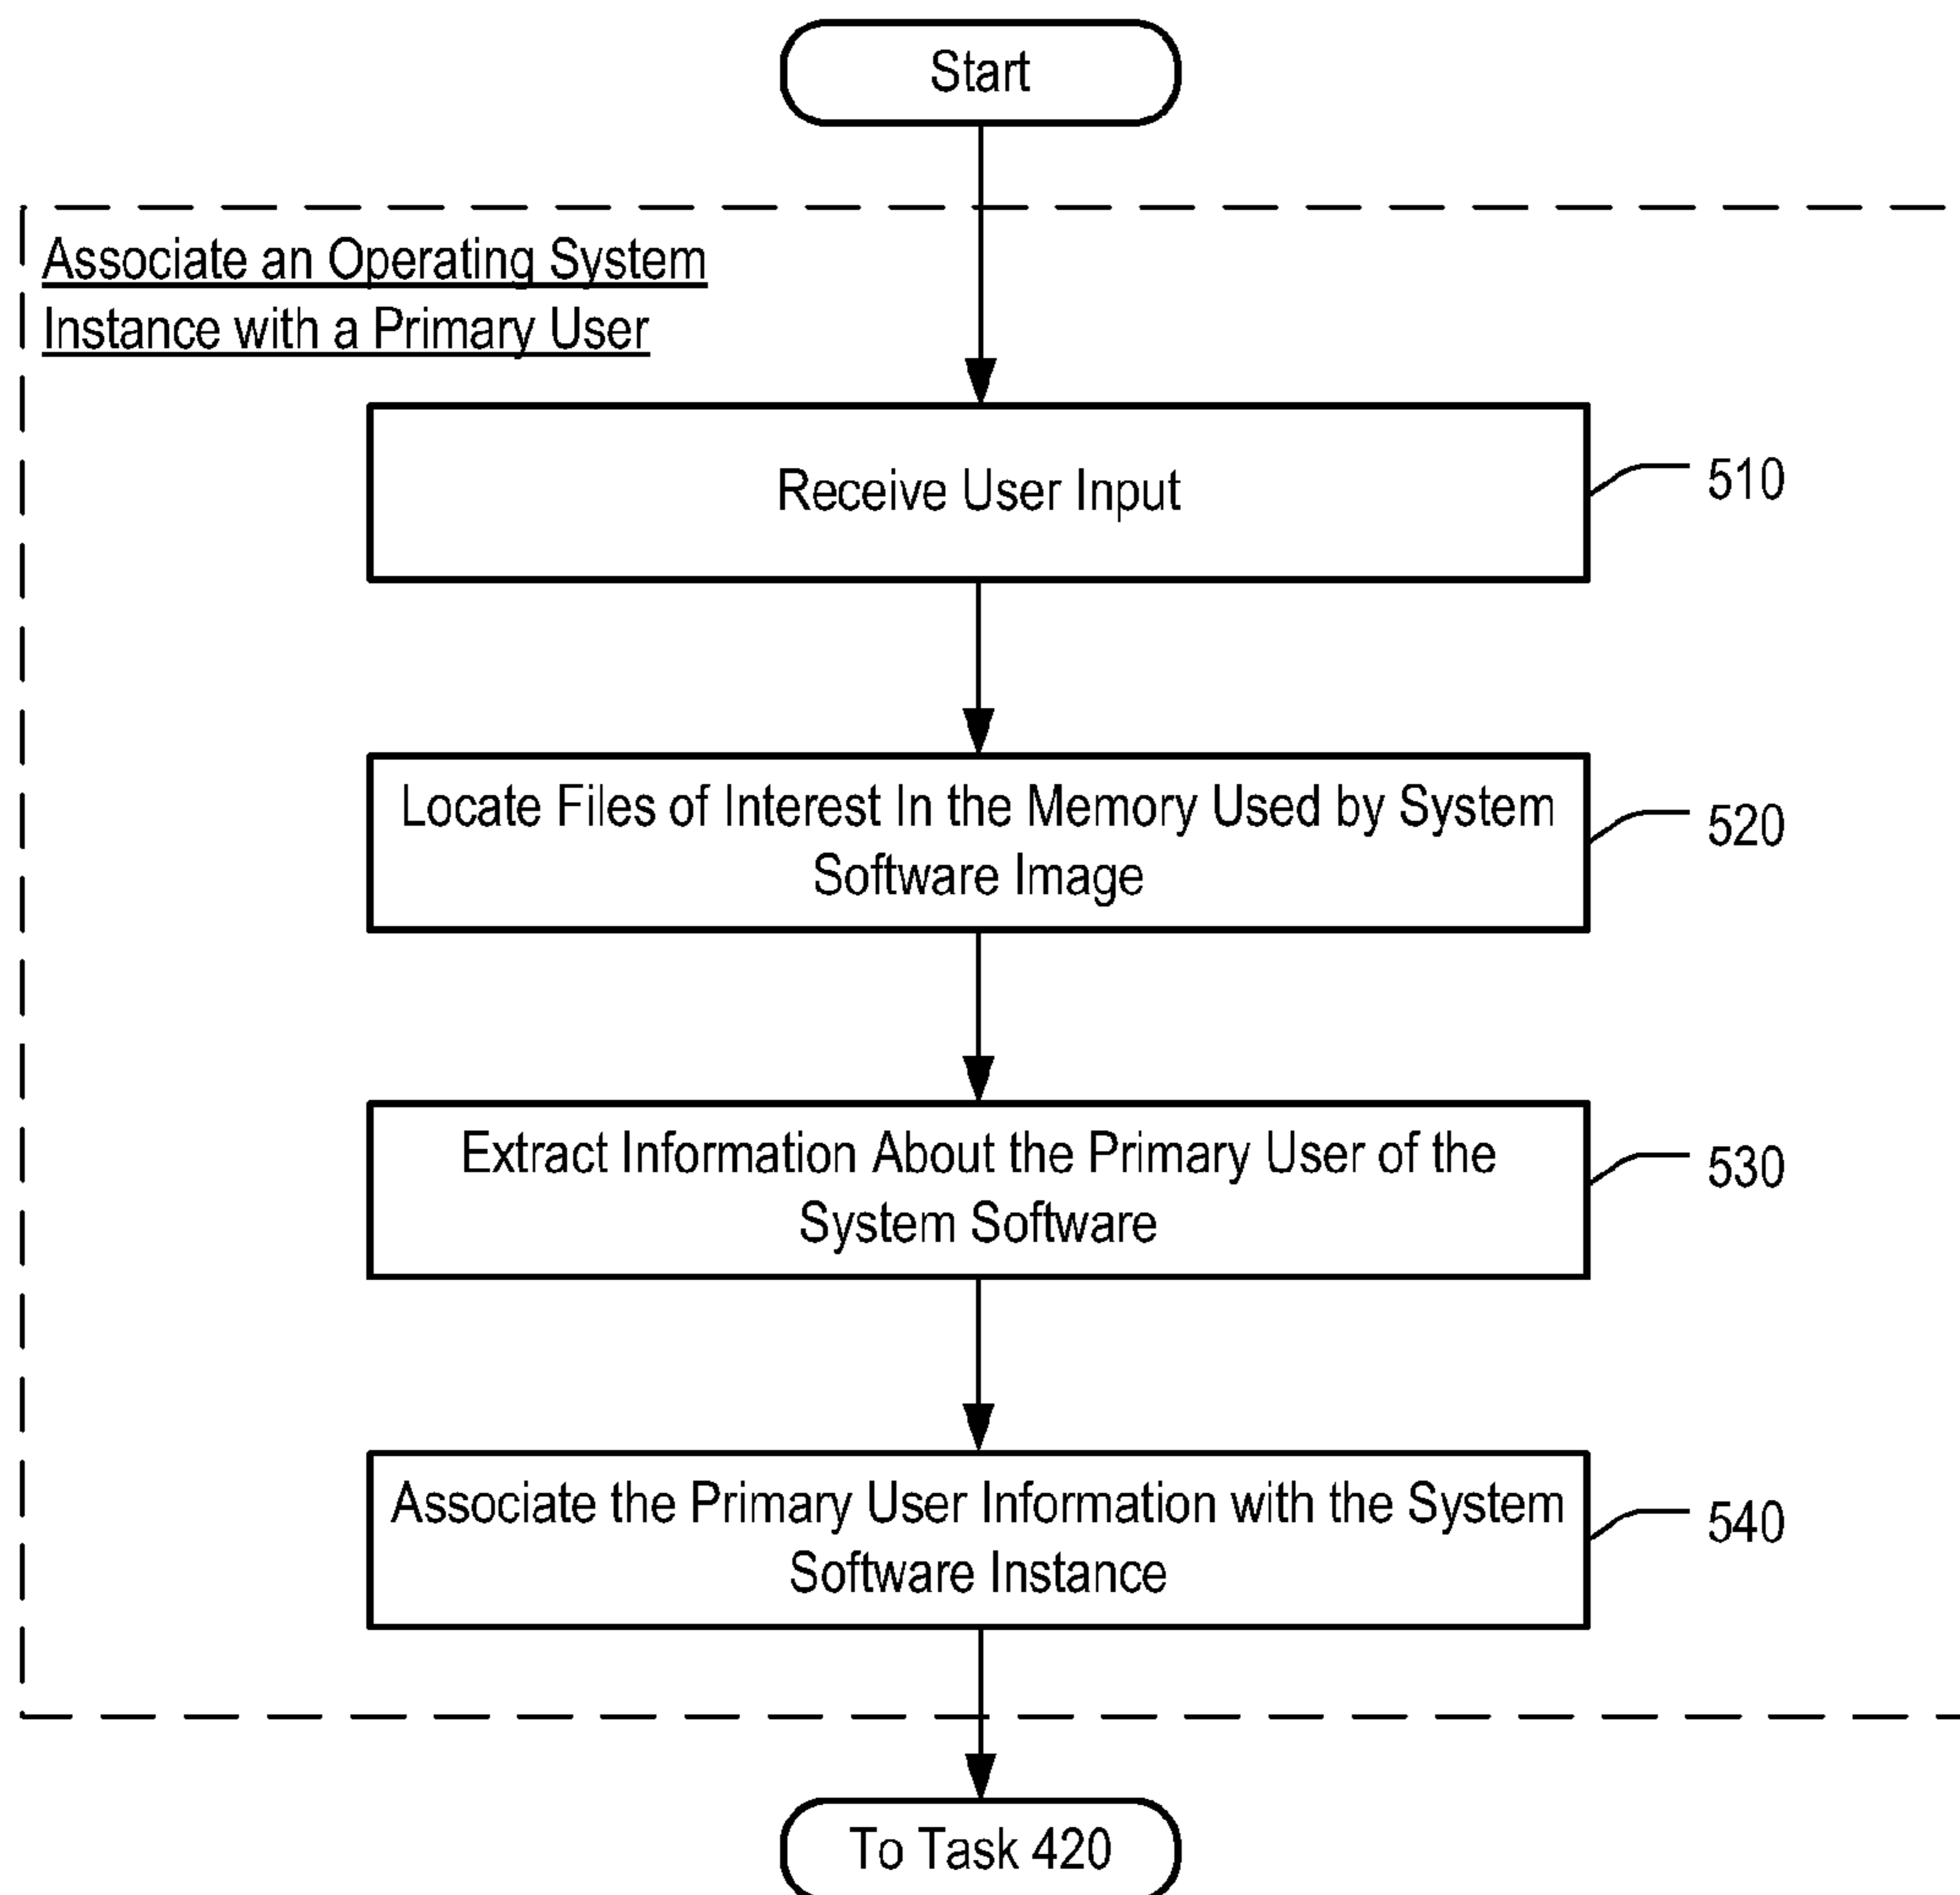 Start
Associate an Operating System
Instance with a Primary User
Receive User Input
510
Locate Files of Interest In the Memory Used by System
Software Image
520
Extract Information About the Primary User of the
System Software
530
Associate the Primary User Information with the System
Software Instance
540
To Task 420